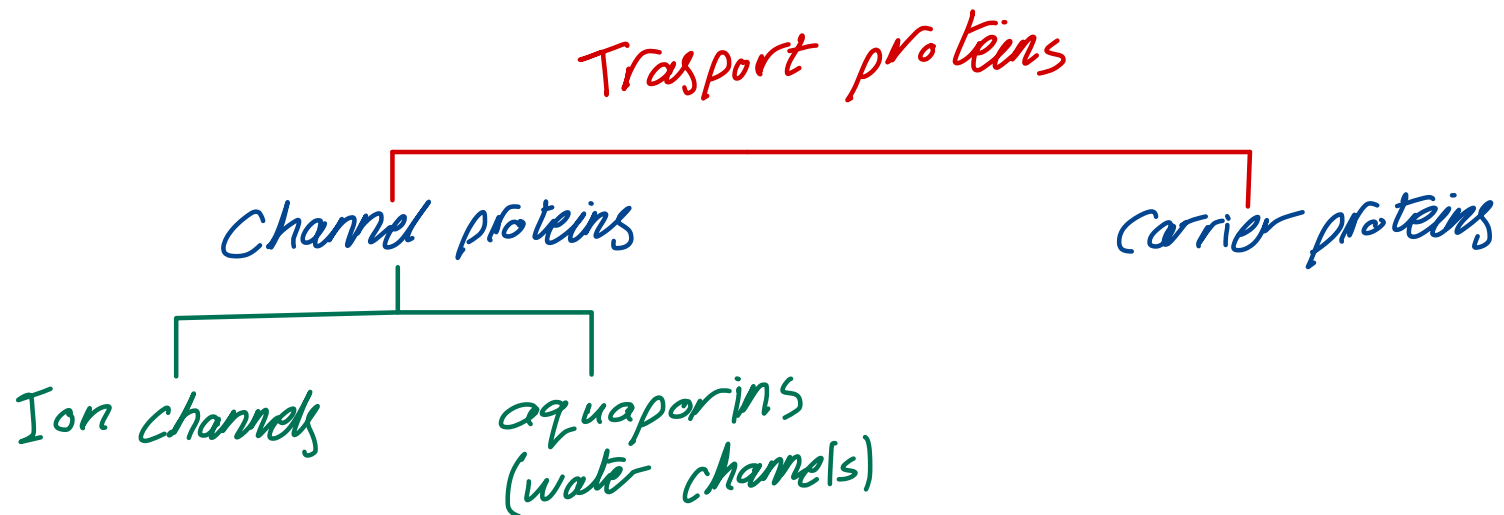 Trasport proteins
Channel proteins
Carrier proteins
Ion channels
aquaporins
(water channels)